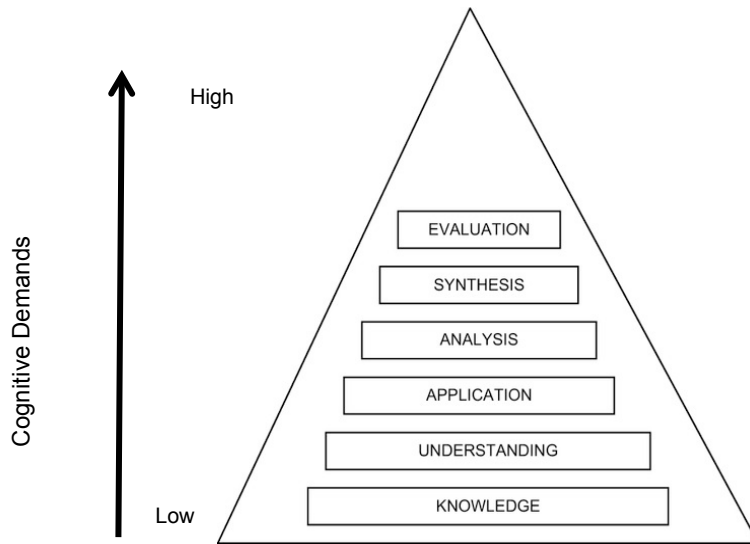 High
EVALUATION
SYNTHESIS
ANALYSIS
APPLICATION
UNDERSTANDING
KNOWLEDGE
Low
Cognitive Demands